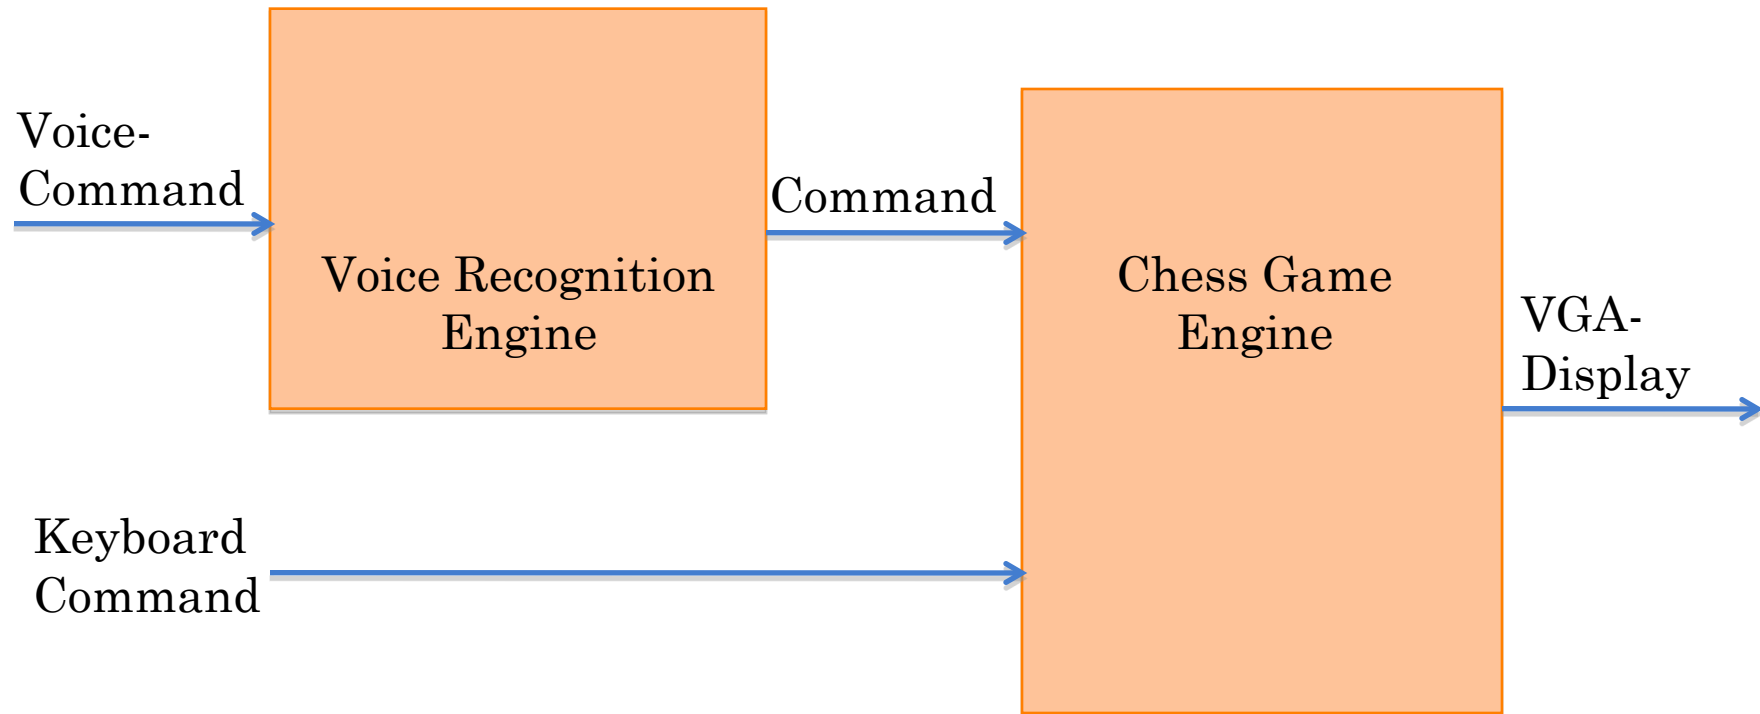 Voice-
Command
Command
Voice Recognition
Engine
Chess Game
Engine
VGA-
Display
Keyboard
Command